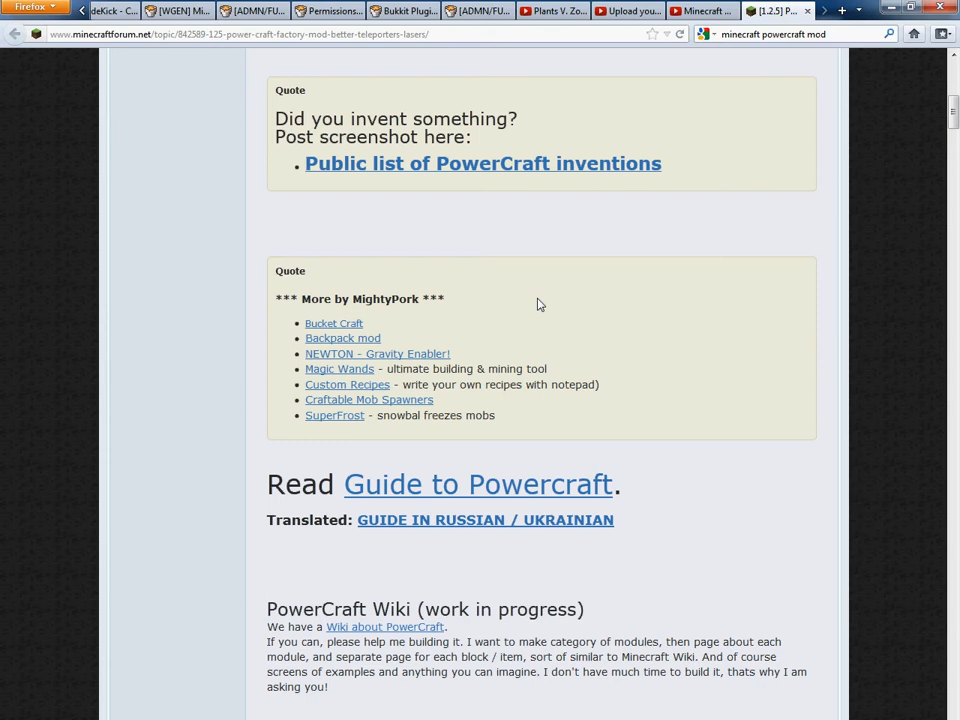 Firefox
deKick - C...
[WGEN] Mi...
[ADMN/FU...
Permissions...
Bukkit Plugi...
[ADMN/FU...
Plants V. Zo...
Upload you...
Minecraft ...
[1.2.5] P...
www.minecraftforum.net/topic/842589-125-power-craft-factory-mod-better-teleporters-lasers/
minecraft powercraft mod
Quote
Did you invent something?
Post screenshot here:
Public list of PowerCraft inventions
Quote
*** More by MightyPork ***
Bucket Craft
Backpack mod
NEWTON - Gravity Enabler!
Magic Wands - ultimate building & mining tool
Custom Recipes - write your own recipes with notepad)
Craftable Mob Spawners
SuperFrost - snowbal freezes mobs
Read Guide to Powercraft.
Translated: GUIDE IN RUSSIAN / UKRAINIAN
PowerCraft Wiki (work in progress)
We have a Wiki about PowerCraft.
If you can, please help me building it. I want to make category of modules, then page about each
module, and separate page for each block / item, sort of similar to Minecraft Wiki. And of course
screens of examples and anything you can imagine. I don't have much time to build it, thats why I am
asking you!